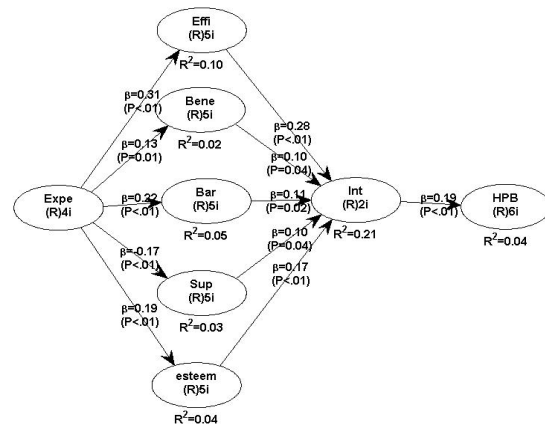 Effi
(R)5i
R²=0.10
β=0.31
(P<.01)
β=0.28
(P<.01)
Bene
(R)5i
R²=0.02
β=0.13
(P=0.01)
β=0.10
(P=0.04)
Expe
(R)4i
β=0.22
(P<.01)
Bar
(R)5i
R²=0.05
β=0.11
(P=0.02)
Int
(R)2i
R²=0.21
β=0.19
(P<.01)
HPB
(R)6i
R²=0.04
β=-0.17
(P<.01)
Sup
(R)5i
R²=0.03
β=0.10
(P=0.04)
β=0.19
(P<.01)
β=0.17
(P<.01)
esteem
(R)5i
R²=0.04